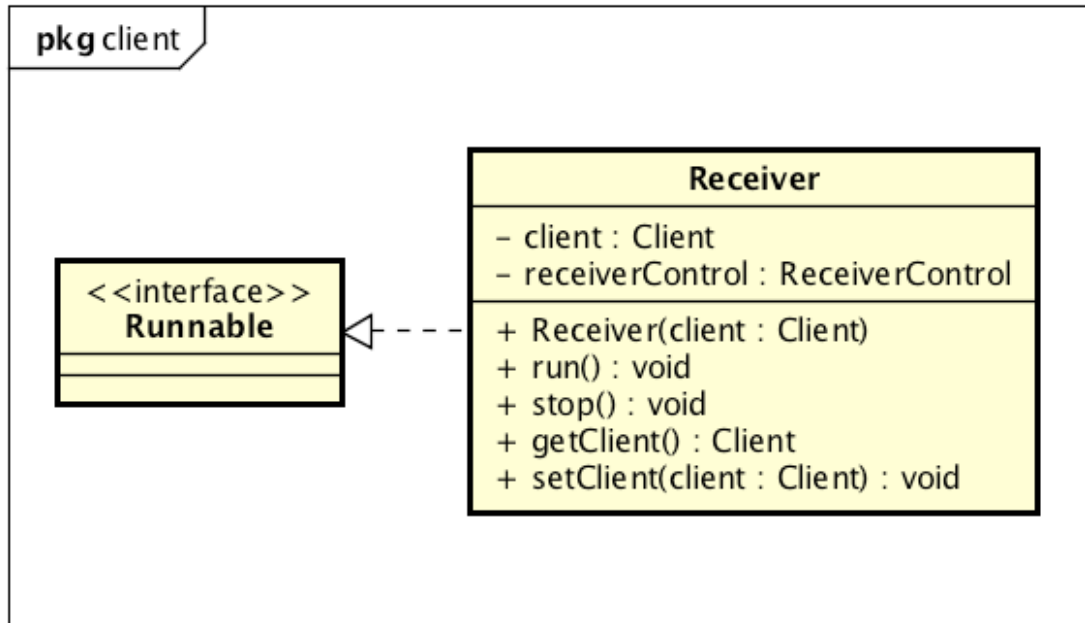 pkg client
<<interface>>
Runnable
Receiver
– client : Client
– receiverControl : ReceiverControl
+ Receiver(client : Client)
+ run() : void
+ stop() : void
+ getClient() : Client
+ setClient(client : Client) : void